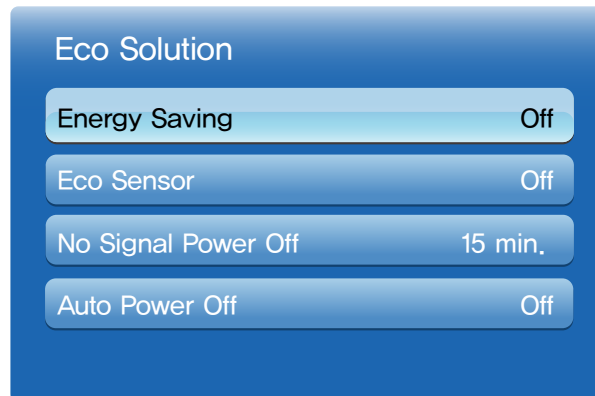 Eco Solution
Energy Saving Off
Eco Sensor Off
No Signal Power Off 15 min.
Auto Power Off Off